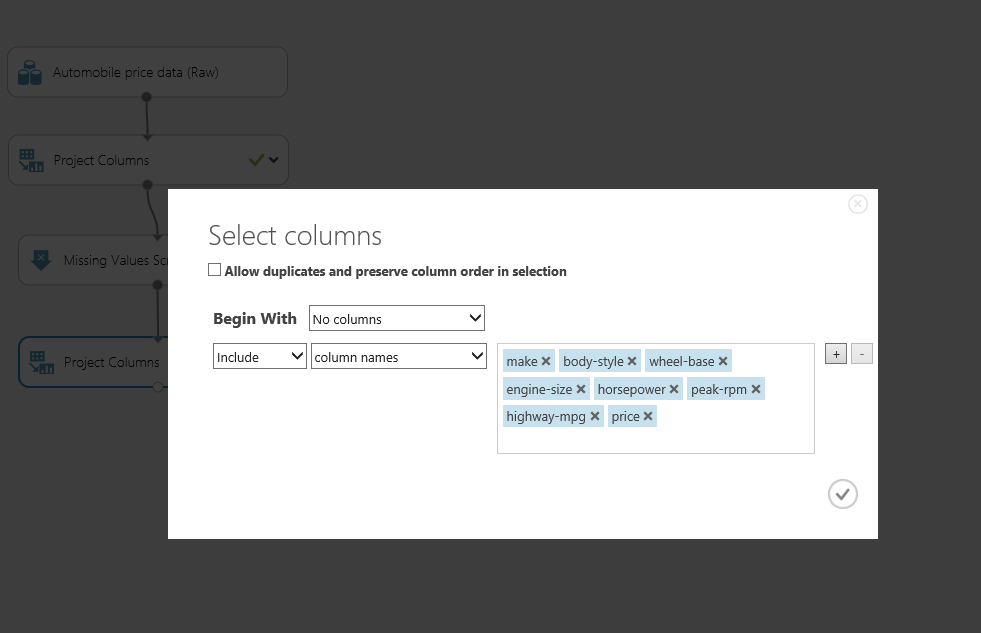 Automobile price data (Raw)
Project Columns
Missing Values
Project Columns
Select columns
Allow duplicates and preserve column order in selection
Begin With No columns
Include column names
make body-style wheel-base
engine-size horsepower peak-rpm
highway-mpg price
+ -